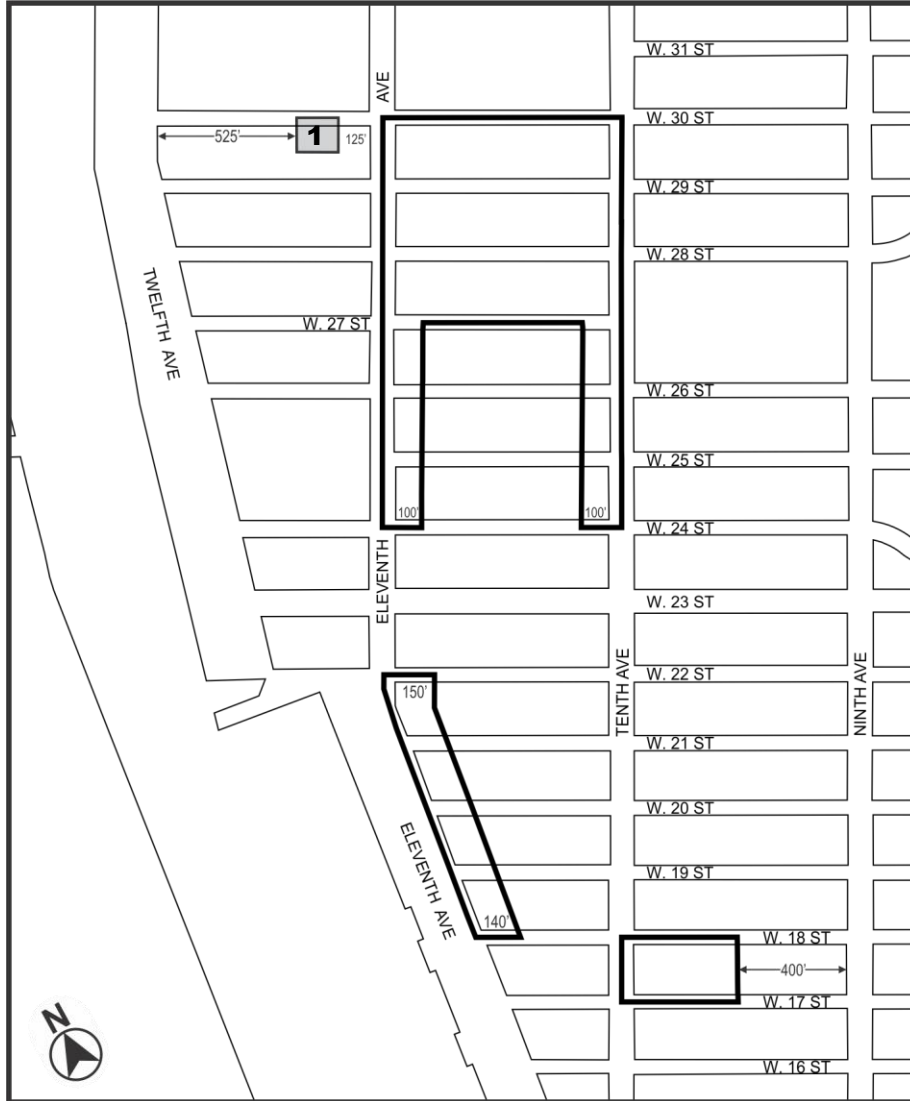 W. 31 ST
AVE
W. 30 ST
525'
1
125'
W. 29 ST
W. 28 ST
TWELFTH AVE
W. 27 ST
W. 26 ST
W. 25 ST
100'
100'
W. 24 ST
ELEVENTH
W. 23 ST
W. 22 ST
150'
TENTH AVE
NINTH AVE
W. 21 ST
W. 20 ST
ELEVENTH AVE
W. 19 ST
140'
W. 18 ST
400'
W. 17 ST
N
W. 16 ST